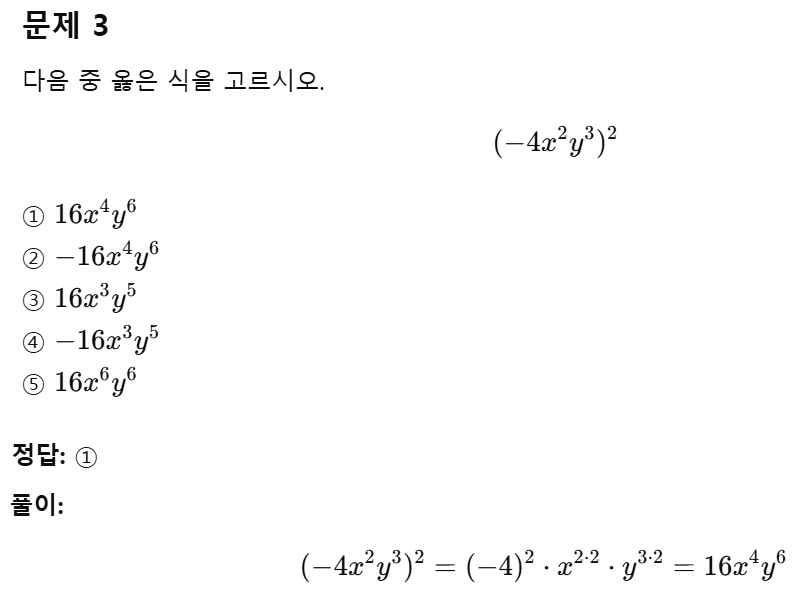 문제 3
다음 중 옳은 식을 고르시오.
(−4x²y³)²
① 16x⁴y⁶
② −16x⁴y⁶
③ 16x³y⁵
④ −16x³y⁵
⑤ 16x⁶y⁶
정답: ①
풀이:
(−4x²y³)² = (−4)² · x²·² · y³·² = 16x⁴y⁶